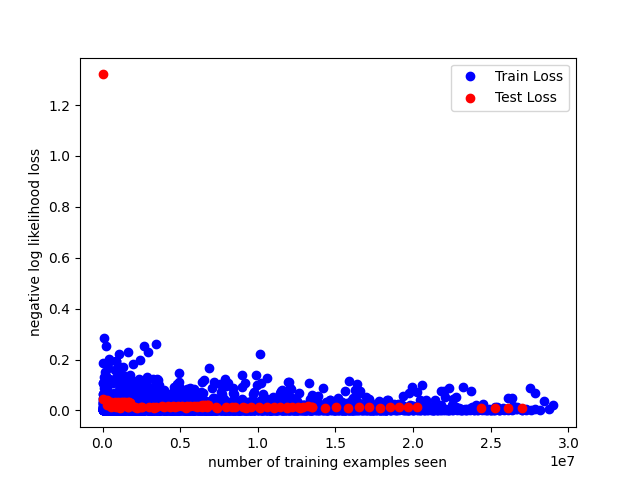 Train Loss
Test Loss
negative log likelihood loss
1.2
1.0
0.8
0.6
0.4
0.2
0.0
0.0 0.5 1.0 1.5 2.0 2.5 3.0
1e7
number of training examples seen